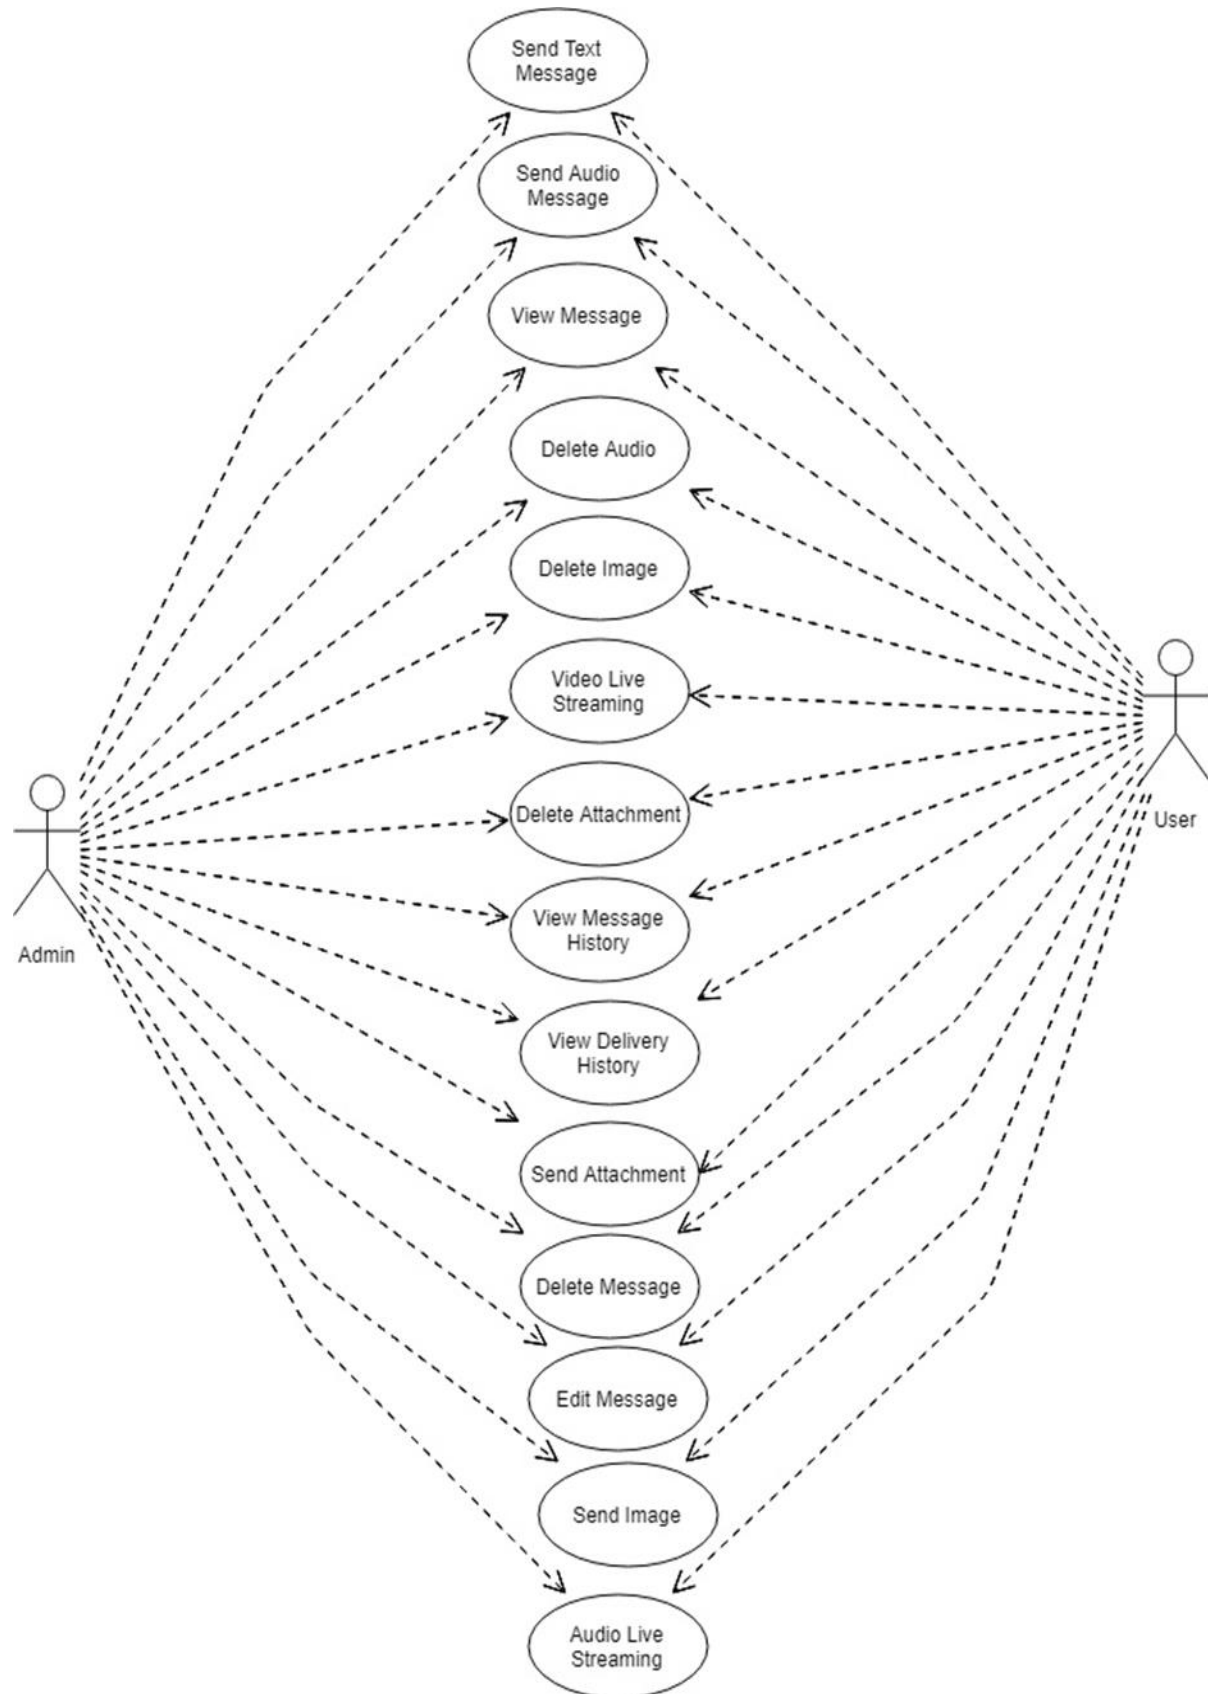 Send Text
Message
Send Audio
Message
View Message
Delete Audio
Delete Image
Video Live
Streaming
Delete Attachment
User
View Message
History
Admin
View Delivery
History
Send Attachment
Delete Message
Edit Message
Send Image
Audio Live
Streaming